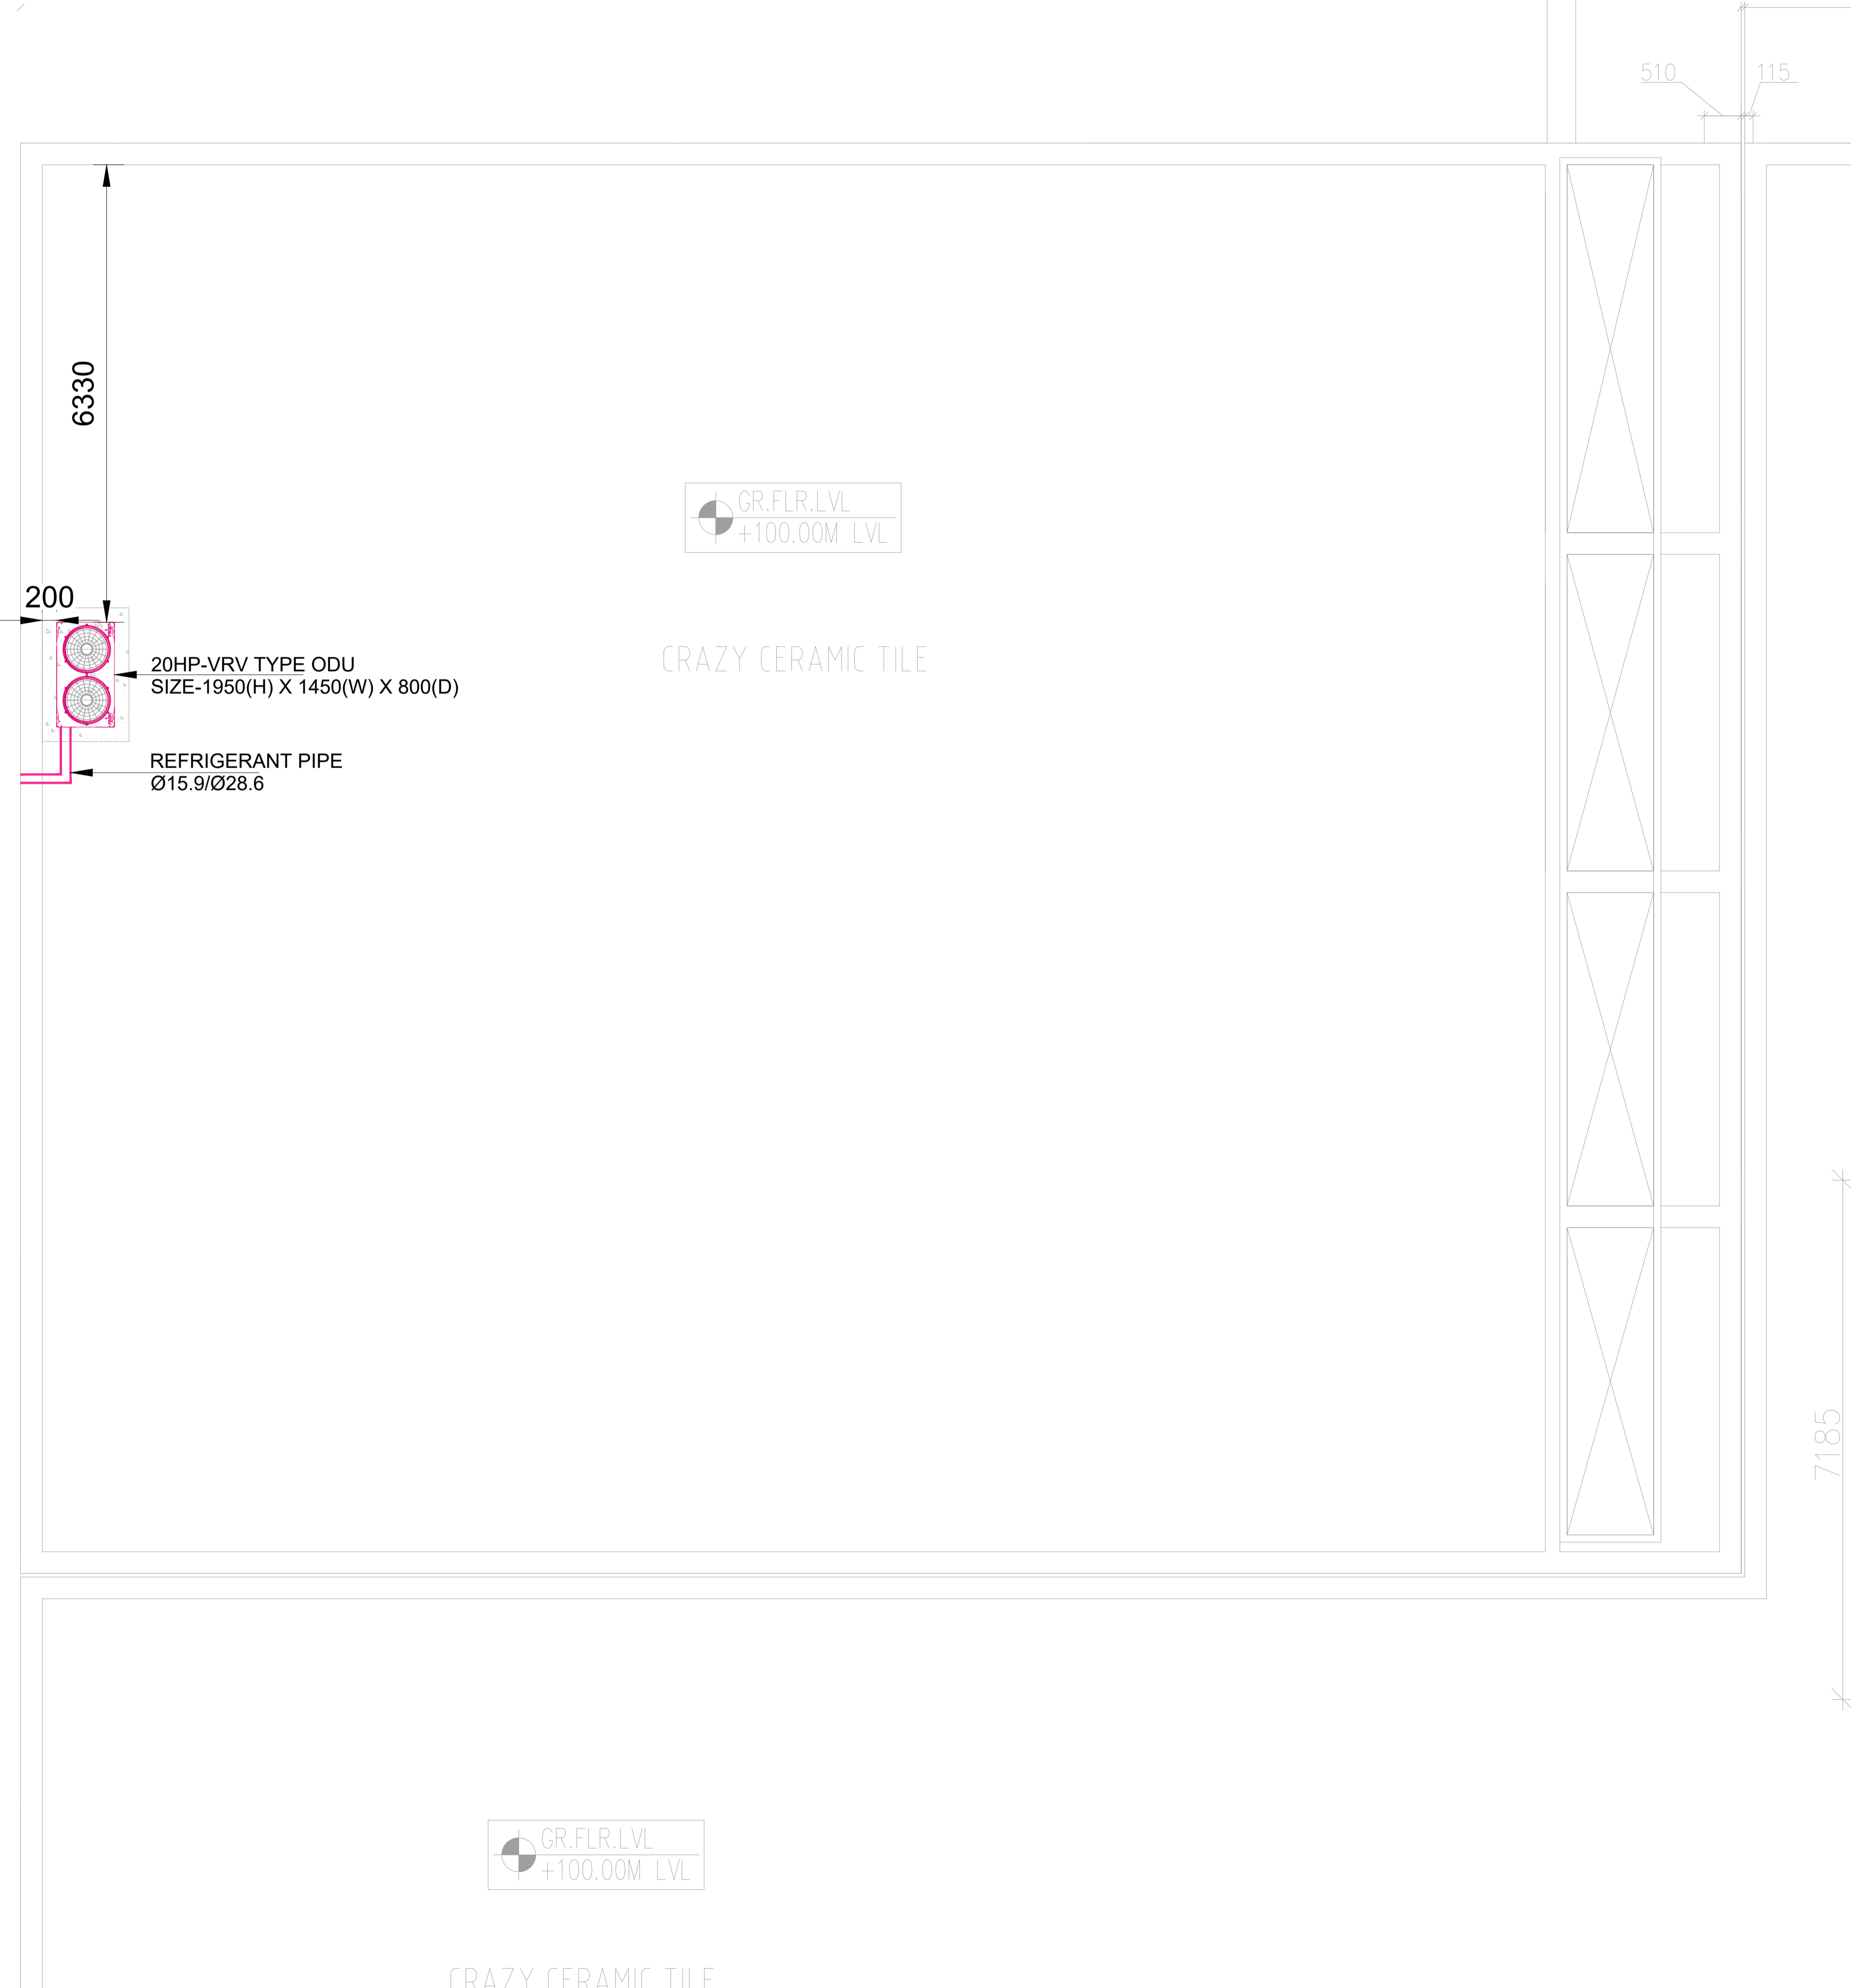 510
115
6330
GR.FLR.LVL
+100.00M LVL
200
CRAZY CERAMIC TILE
20HP-VRV TYPE ODU
SIZE-1950(H) X 1450(W) X 800(D)
REFRIGERANT PIPE
Ø15.9/Ø28.6
7185
GR.FLR.LVL
+100.00M LVL
CRAZY CERAMIC TILE